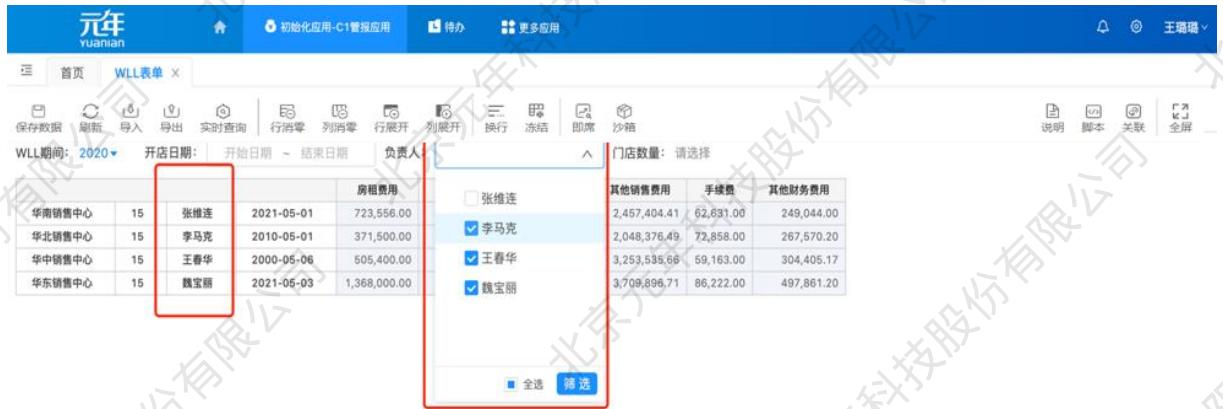 元年 yuanian 初始化应用-C1管报应用 待办 更多应用 王璐璐
首页 WLL表单 ×
保存数据 刷新 导入 导出 实时查询 行消零 列消零 行展开 列展开 换行 冻结 即席 沙箱 说明 脚本 关联 全屏
WLL期间: 2020 开店日期: 开始日期 ~ 结束日期 负责人 门店数量: 请选择
房租费用 其他销售费用 手续费 其他财务费用
华南销售中心 15 张维连 2021-05-01 723,556.00 2,457,404.41 62,631.00 249,044.00
华北销售中心 15 李马克 2010-05-01 371,500.00 2,048,376.49 72,858.00 267,570.20
华中销售中心 15 王春华 2000-05-06 505,400.00 3,253,535.66 59,163.00 304,405.17
华东销售中心 15 魏宝丽 2021-05-03 1,368,000.00 3,709,896.71 86,222.00 497,861.20
张维连
李马克
王春华
魏宝丽
全选 筛选